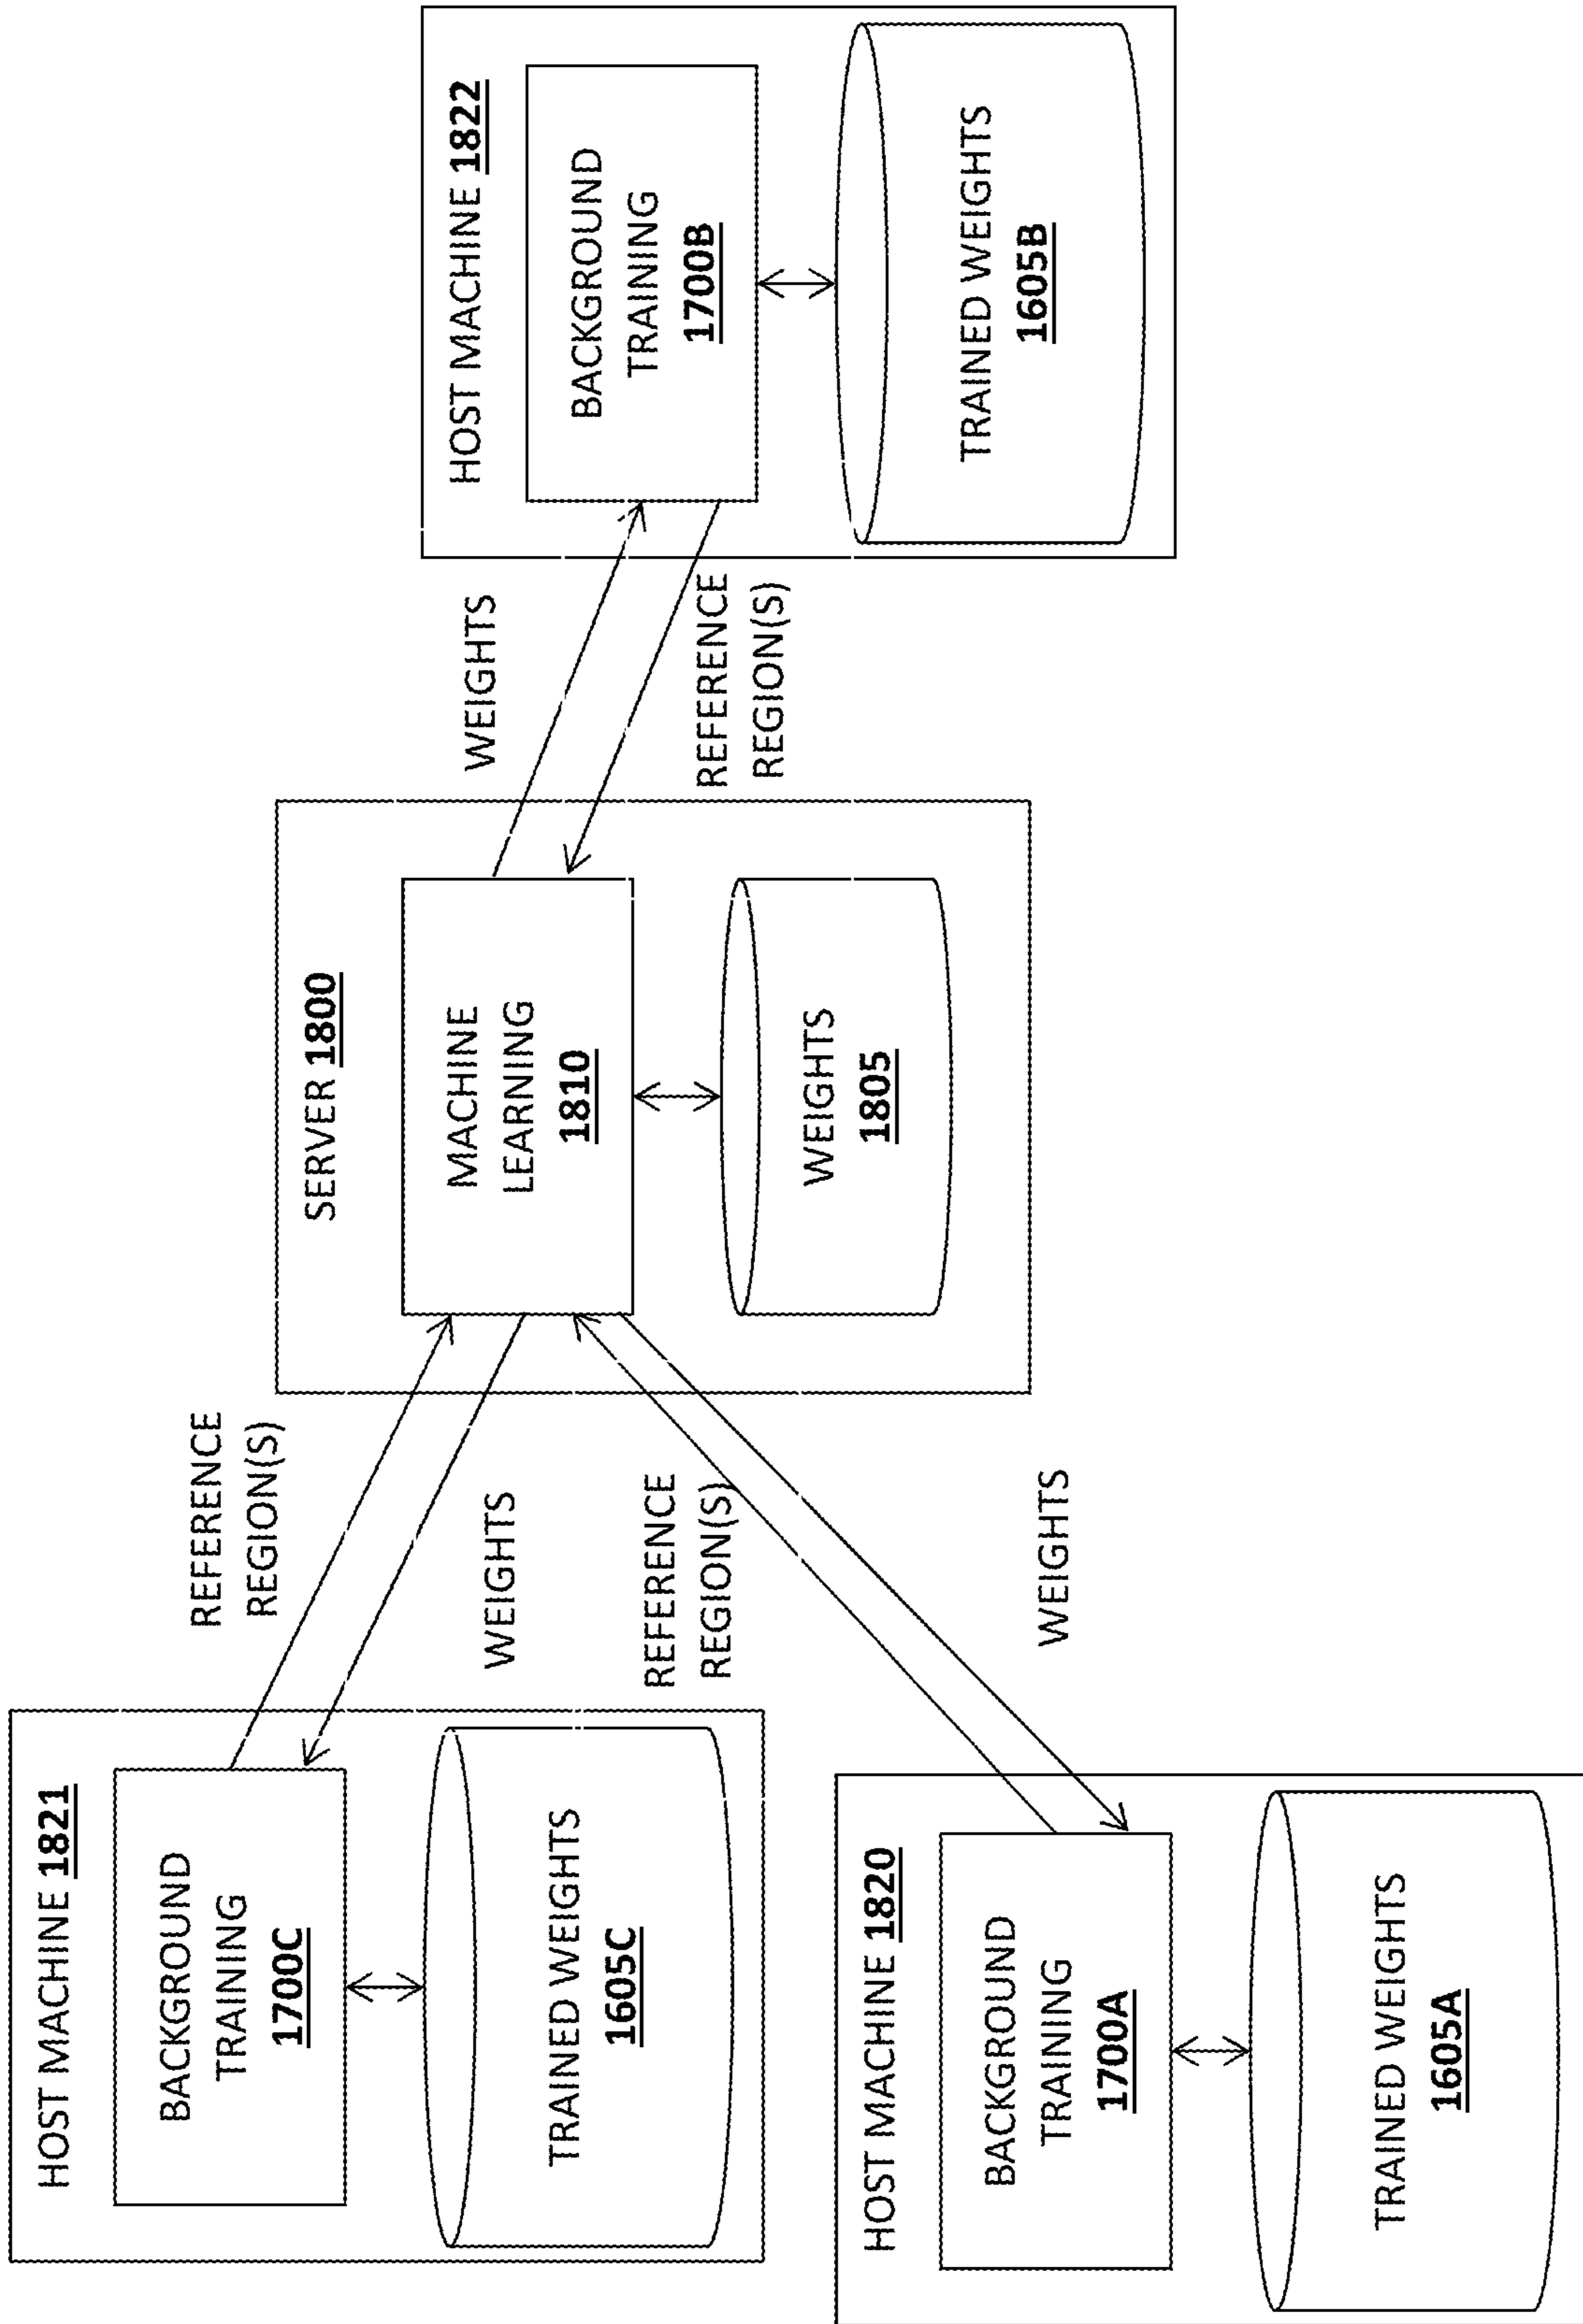 HOST MACHINE 1821
BACKGROUND
TRAINING
1700C
TRAINED WEIGHTS
1605C
REFERENCE
REGION(S)
WEIGHTS
HOST MACHINE 1820
BACKGROUND
TRAINING
1700A
TRAINED WEIGHTS
1605A
REFERENCE
REGION(S)
WEIGHTS
SERVER 1800
MACHINE
LEARNING
1810
WEIGHTS
1805
WEIGHTS
REFERENCE
REGION(S)
HOST MACHINE 1822
BACKGROUND
TRAINING
1700B
TRAINED WEIGHTS
1605B